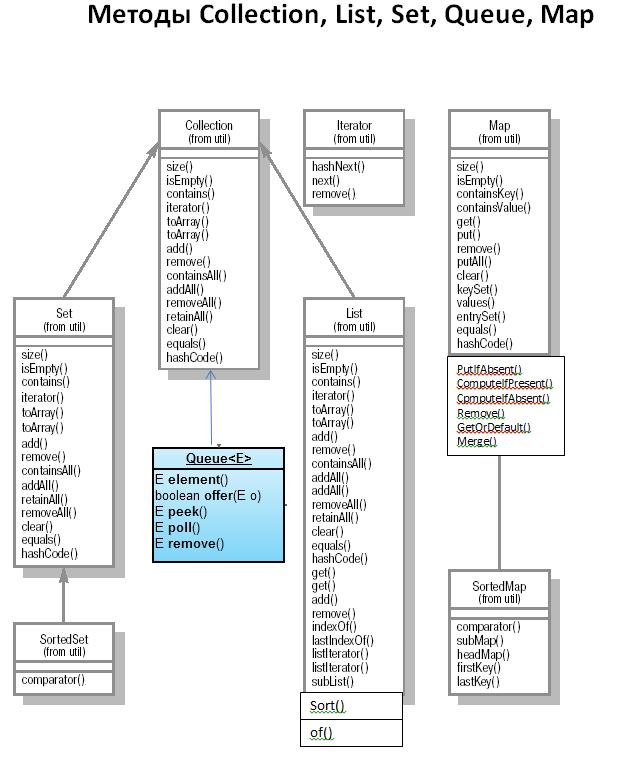 Методы Collection, List, Set, Queue, Map
Collection
(from util)
size()
isEmpty()
contains()
iterator()
toArray()
toArray()
add()
remove()
containsAll()
addAll()
removeAll()
retainAll()
clear()
equals()
hashCode()
Iterator
(from util)
hashNext()
next()
remove()
Map
(from util)
size()
isEmpty()
containsKey()
containsValue()
get()
put()
remove()
putAll()
clear()
keySet()
values()
entrySet()
equals()
hashCode()
PutIfAbsent()
ComputeIfPresent()
CpmputeIfAbsent()
Remove()
GetOrDefault()
Merge()
Set
(from util)
size()
isEmpty()
contains()
iterator()
toArray()
toArray()
add()
remove()
containsAll()
addAll()
retainAll()
removeAll()
clear()
equals()
hashCode()
Queue<E>
E element()
boolean offer(E o)
E peek()
E poll()
E remove()
List
(from util)
size()
isEmpty()
contains()
iterator()
toArray()
toArray()
add()
remove()
containsAll()
addAll()
addAll()
removeAll()
retainAll()
clear()
equals()
hashCode()
get()
get()
add()
remove()
indexOf()
lastIndexOf()
listIterator()
listIterator()
subList()
Sort()
of()
SortedSet
(from util)
comparator()
SortedMap
(from util)
comparator()
subMap()
headMap()
firstKey()
lastKey()